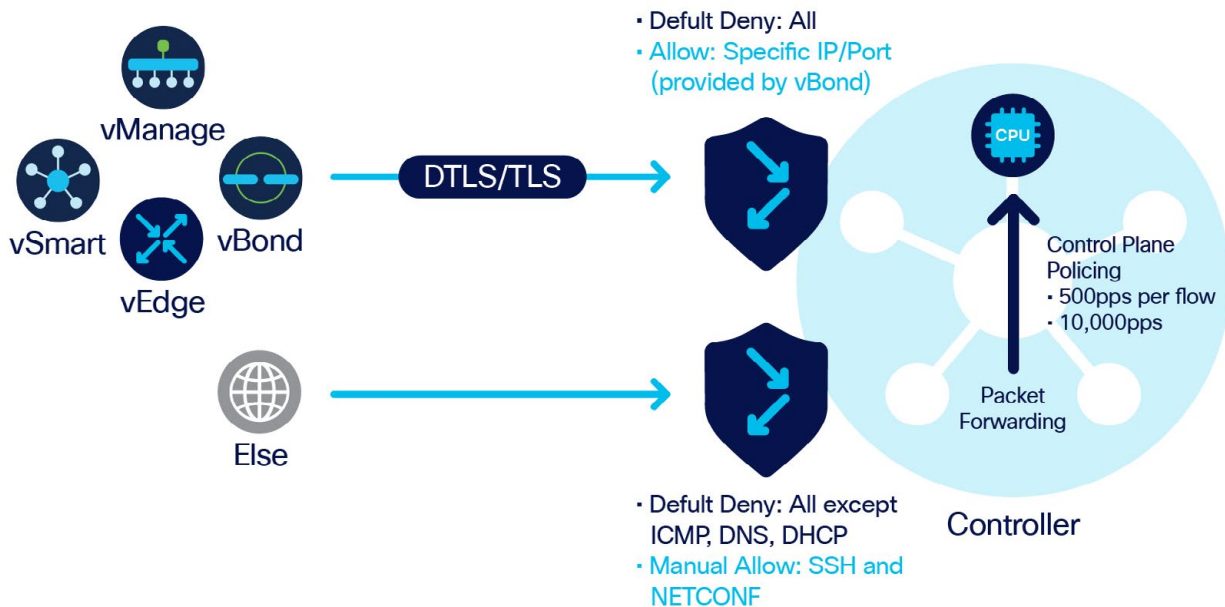 · Defult Deny: All
· Allow: Specific IP/Port
(provided by vBond)
vManage
CPU
DTLS/TLS
vSmart
vBond
vEdge
Control Plane
Policing
· 500pps per flow
· 10,000pps
Packet
Forwarding
Else
· Defult Deny: All except
ICMP, DNS, DHCP
· Manual Allow: SSH and
NETCONF
Controller